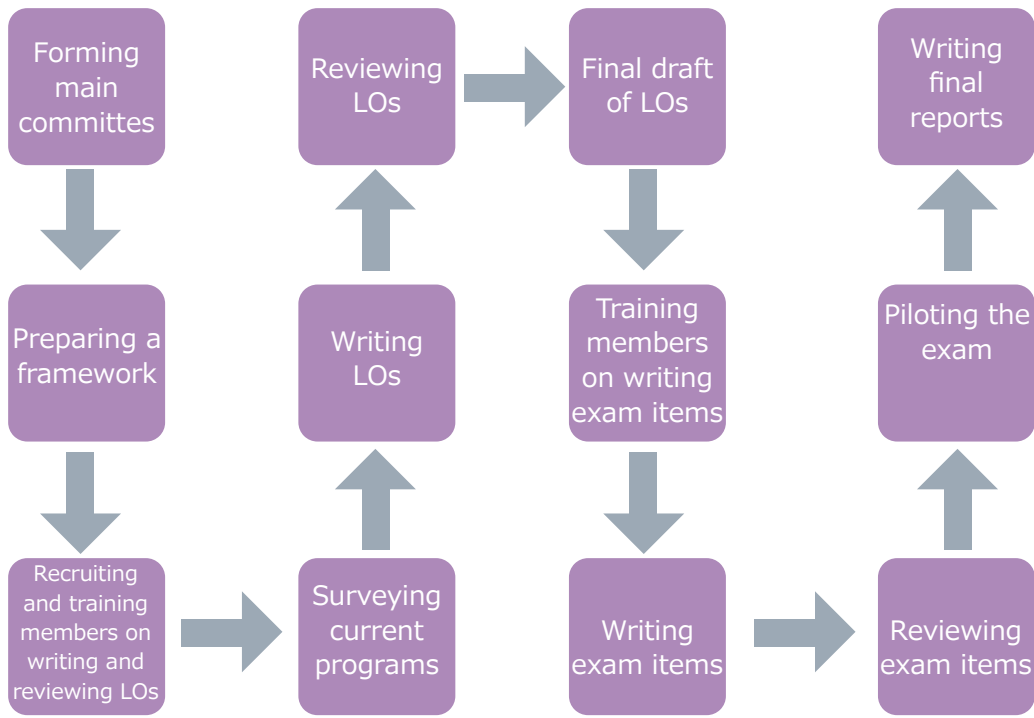 Forming
main
committes
Preparing a
framework
Recruiting
and training
members on
writing and
reviewing LOs
Surveying
current
programs
Writing
LOs
Reviewing
LOs
Final draft
of LOs
Training
members
on writing
exam items
Writing
exam items
Reviewing
exam items
Piloting the
exam
Writing
final
reports